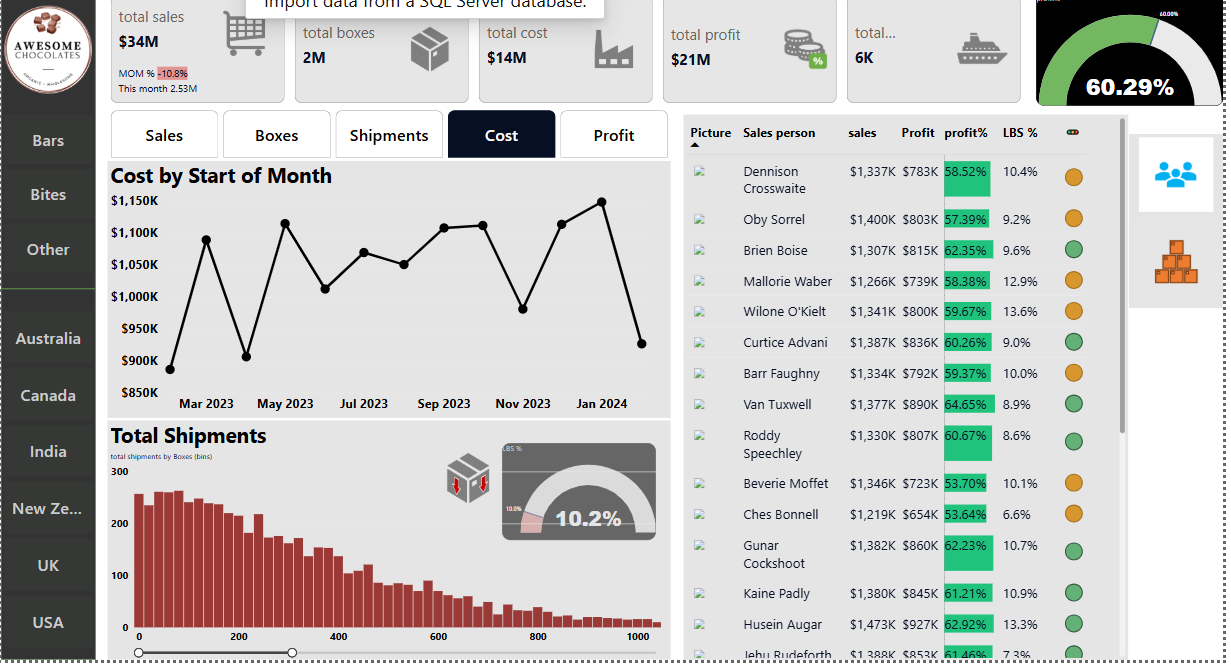 Import data from a SQL Server database.
AWESOME
CHOCOLATES
ORGANIC • WHOLESOME
Bars
Bites
Other
Australia
Canada
India
New Ze...
UK
USA
total sales
$34M
MOM % -10.8%
This month 2.53M
total boxes
2M
total cost
$14M
total profit
$21M
%
total...
6K
60.00%
60.29%
Sales
Boxes
Shipments
Cost
Profit
Cost by Start of Month
$1,150K
$1,100K
$1,050K
$1,000K
$950K
$900K
$850K
Mar 2023 May 2023 Jul 2023 Sep 2023 Nov 2023 Jan 2024
Total Shipments
total shipments by Boxes (bins)
300
200
100
0
0 200 400 600 800 1000
LBS %
10.0%
10.2%
Picture Sales person sales Profit profit% LBS %
Dennison
Crosswaite $1,337K $783K 58.52% 10.4%
Oby Sorrel $1,400K $803K 57.39% 9.2%
Brien Boise $1,307K $815K 62.35% 9.6%
Mallorie Waber $1,266K $739K 58.38% 12.9%
Wilone O'Kielt $1,341K $800K 59.67% 13.6%
Curtice Advani $1,387K $836K 60.26% 9.0%
Barr Faughny $1,334K $792K 59.37% 10.0%
Van Tuxwell $1,377K $890K 64.65% 8.9%
Roddy
Speechley $1,330K $807K 60.67% 8.6%
Beverie Moffet $1,346K $723K 53.70% 10.1%
Ches Bonnell $1,219K $654K 53.64% 6.6%
Gunar
Cockshoot $1,382K $860K 62.23% 10.7%
Kaine Padly $1,380K $845K 61.21% 10.9%
Husein Augar $1,473K $927K 62.92% 13.3%
Jehu Rudeforth $1,388K $853K 61.46% 7.3%